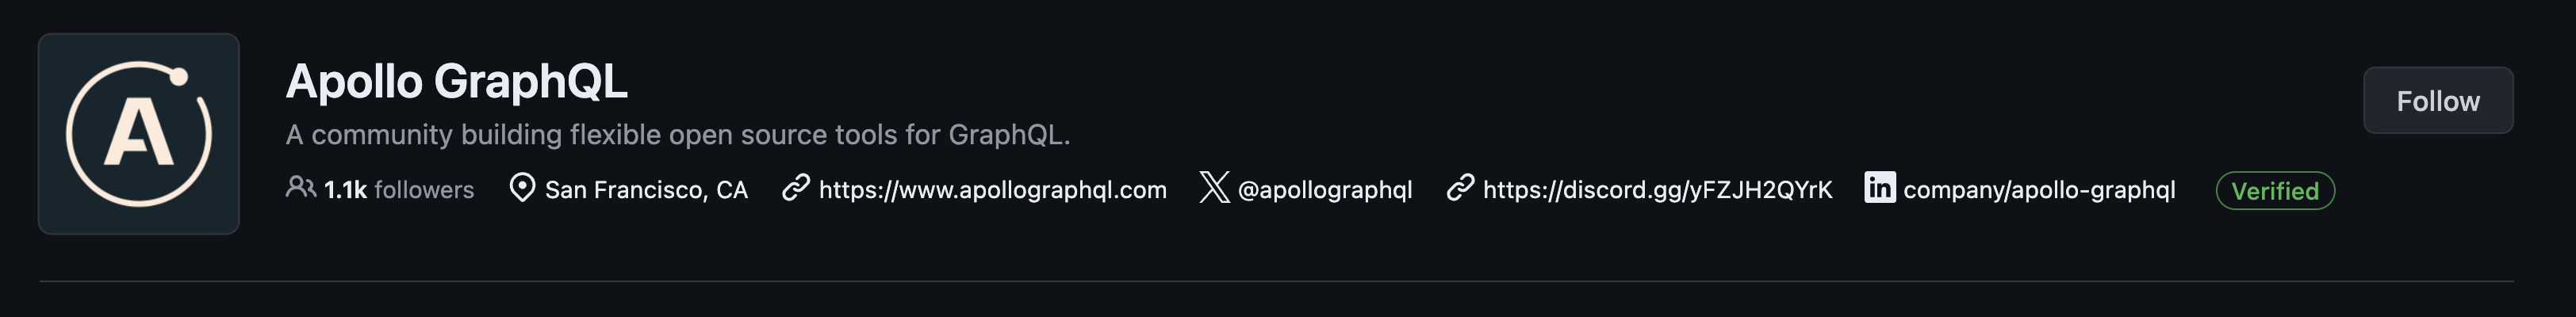 A
Apollo GraphQL
Follow
A community building flexible open source tools for GraphQL.
1.1k followers San Francisco, CA https://www.apollographql.com @apollographql https://discord.gg/yFZJH2QYrK company/apollo-graphql Verified